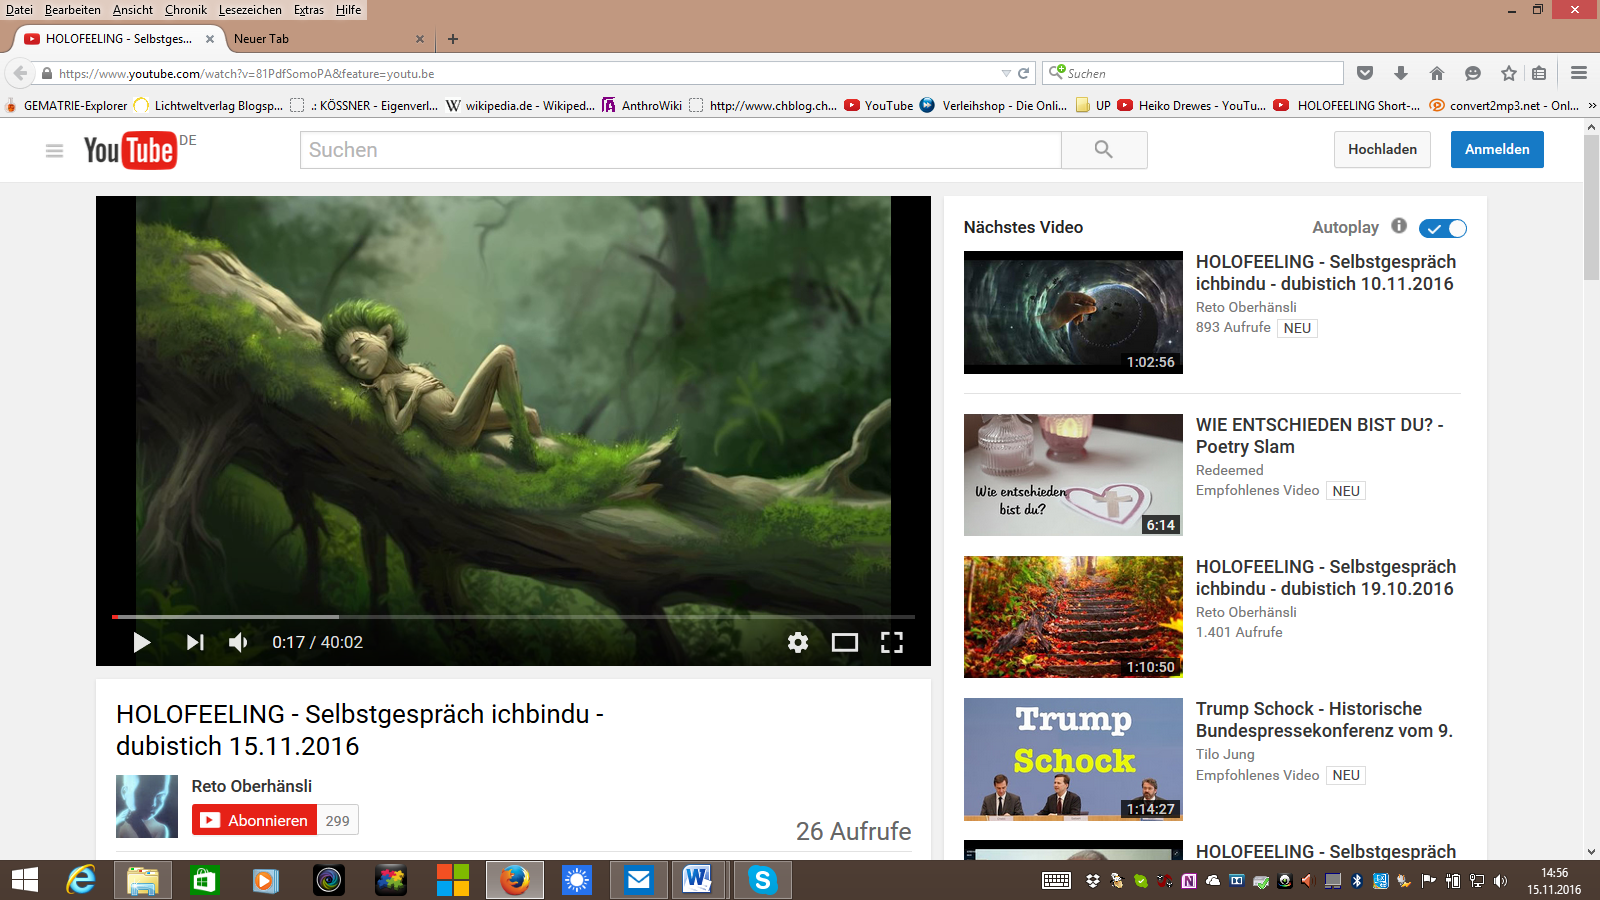 Datei Bearbeiten Ansicht Chronik Lesezeichen Extras Hilfe
HOLOFEELING - Selbstges...
Neuer Tab
https://www.youtube.com/watch?v=81PdfSomoPA&feature=youtu.be
Suchen
GEMATRIE-Explorer
Lichtweltverlag Blogsp...
.: KÖSSNER - Eigenverl...
W wikipedia.de - Wikiped...
AnthroWiki
http://www.chblog.ch...
YouTube
Verleihshop - Die Onli...
UP
Heiko Drewes - YouTu...
HOLOFEELING Short-...
convert2mp3.net - Onl...
YouTube DE
Suchen
Hochladen
Anmelden
0:17 / 40:02
HOLOFEELING - Selbstgespräch ichbindu -
dubistich 15.11.2016
Reto Oberhänsli
Abonnieren 299
26 Aufrufe
Nächstes Video
Autoplay
1:02:56
HOLOFEELING - Selbstgespräch
ichbindu - dubistich 10.11.2016
Reto Oberhänsli
893 Aufrufe NEU
Wie entschieden
bist du?
6:14
WIE ENTSCHIEDEN BIST DU? -
Poetry Slam
Redeemed
Empfohlenes Video NEU
1:10:50
HOLOFEELING - Selbstgespräch
ichbindu - dubistich 19.10.2016
Reto Oberhänsli
1.401 Aufrufe
Trump
Schock
1:14:27
Trump Schock - Historische
Bundespressekonferenz vom 9.
Tilo Jung
Empfohlenes Video NEU
HOLOFEELING - Selbstgespräch
14:56
15.11.2016